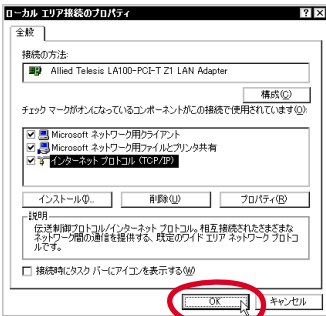 ローカル エリア接続のプロパティ
全般
接続の方法:
Allied Telesis LA100-PCI-T Z1 LAN Adapter
構成(C)
チェック マークがオンになっているコンポーネントがこの接続で使用されています(O):
Microsoft ネットワーク用クライアント
Microsoft ネットワーク用ファイルとプリンタ共有
インターネット プロトコル (TCP/IP)
インストール(I)... 削除(U) プロパティ(R)
説明
伝送制御プロトコル/インターネット プロトコル。相互接続されたさまざまな
ネットワーク間の通信を提供する、既定のワイド エリア ネットワーク プロトコ
ルです。
接続時にタスク バーにアイコンを表示する(W)
OK キャンセル